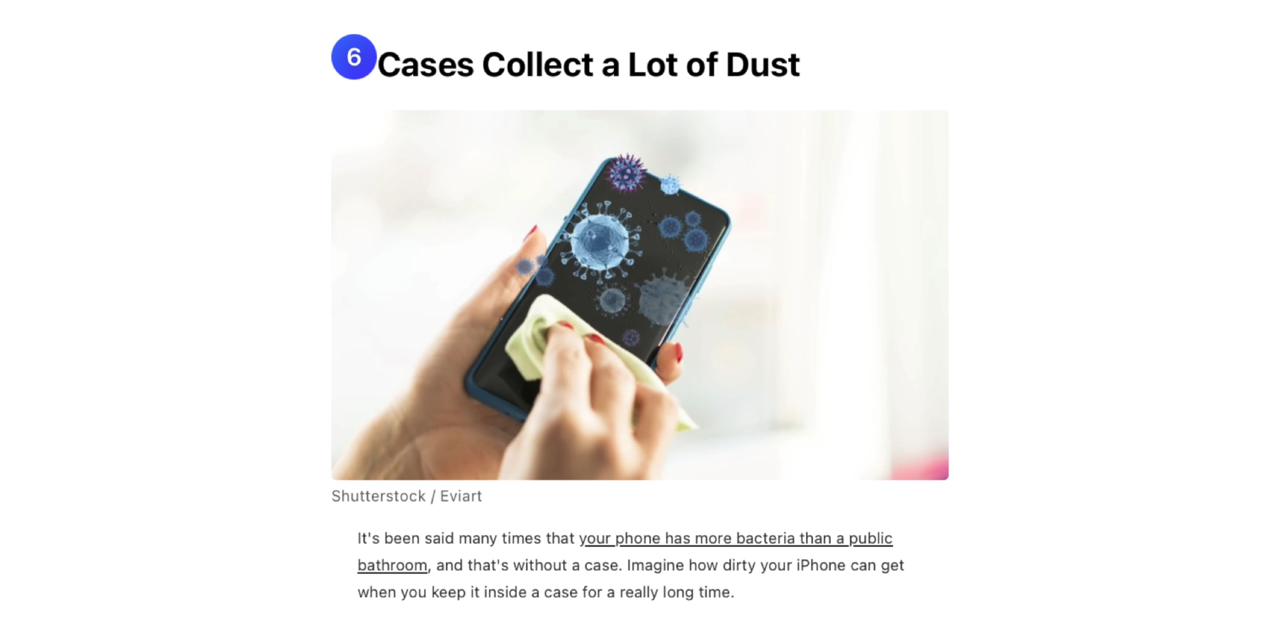 6
Cases Collect a Lot of Dust
Shutterstock / Eviart
It's been said many times that your phone has more bacteria than a public
bathroom, and that's without a case. Imagine how dirty your iPhone can get
when you keep it inside a case for a really long time.